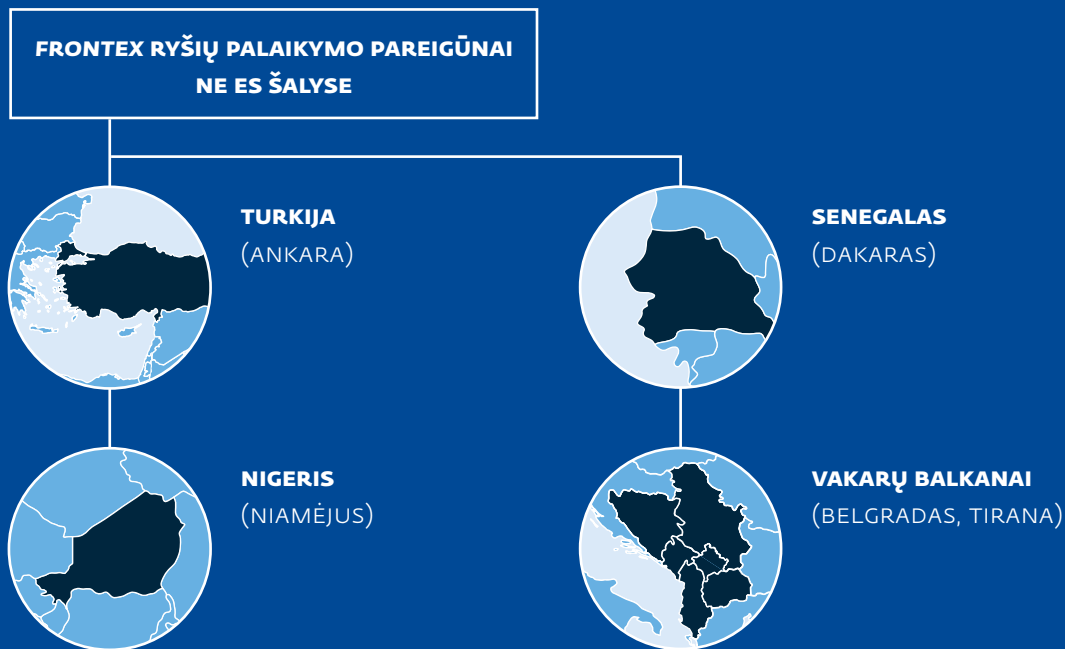 FRONTEX RYŠIŲ PALAIKYMO PAREIGŪNAI
NE ES ŠALYSE
TURKIJA
(ANKARA)
SENEGALAS
(DAKARAS)
NIGERIS
(NIAMĖJUS)
VAKARŲ BALKANAI
(BELGRADAS, TIRANA)